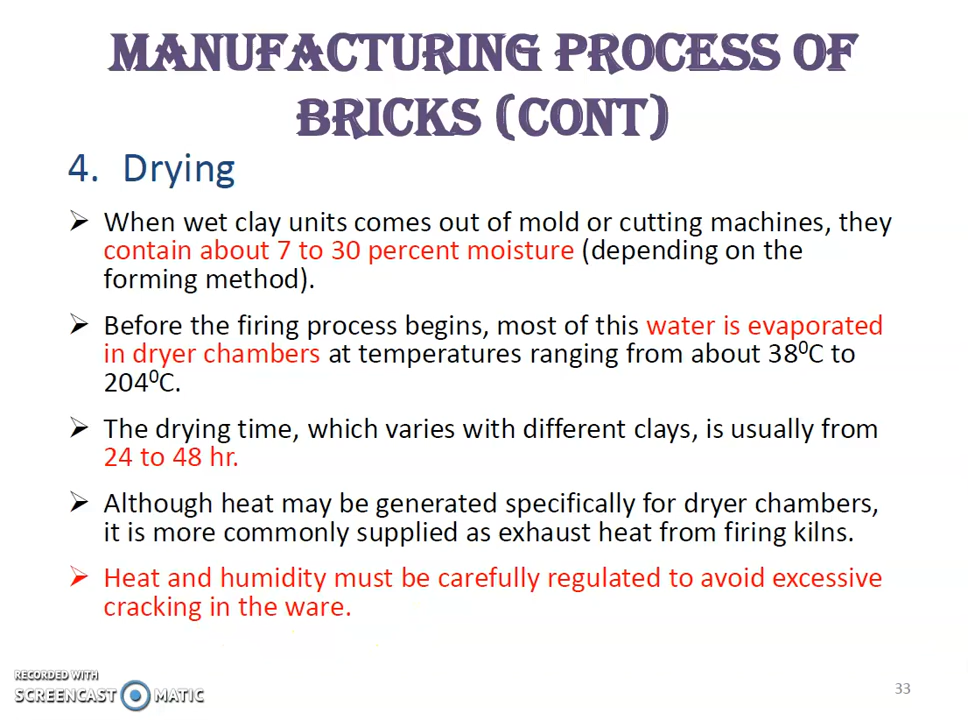 MANUFACTURING PROCESS OF
BRICKS (CONT)
4. Drying
➢ When wet clay units comes out of mold or cutting machines, they
contain about 7 to 30 percent moisture (depending on the
forming method).
➢ Before the firing process begins, most of this water is evaporated
in dryer chambers at temperatures ranging from about 38⁰C to
204⁰C.
➢ The drying time, which varies with different clays, is usually from
24 to 48 hr.
➢ Although heat may be generated specifically for dryer chambers,
it is more commonly supplied as exhaust heat from firing kilns.
➢ Heat and humidity must be carefully regulated to avoid excessive
cracking in the ware.
RECORDED WITH
SCREENCAST MATIC
33